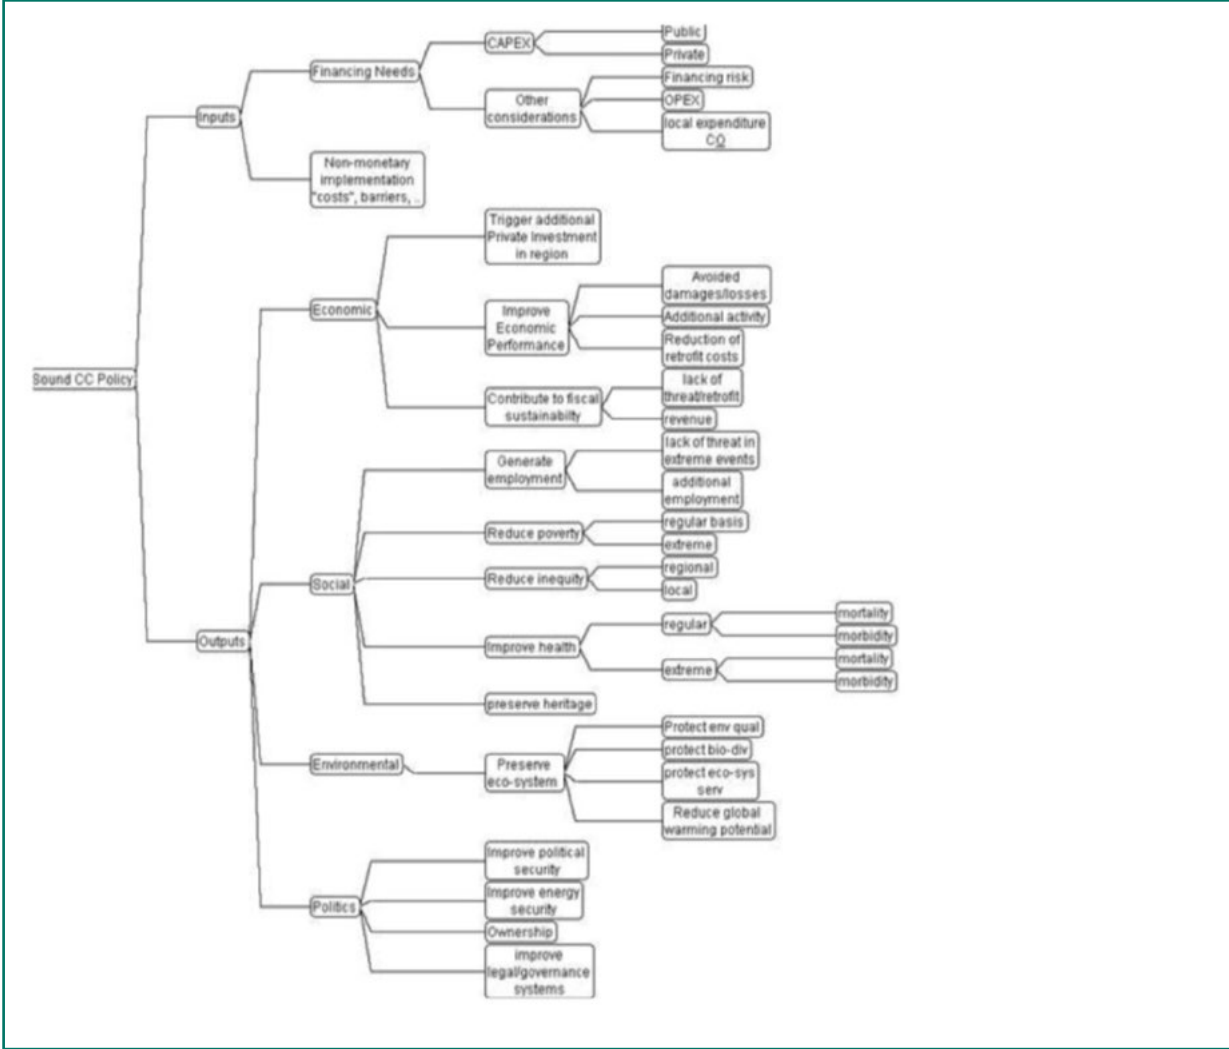 Public
CAPEX
Private
Financing Needs
Financing risk
Other
considerations
OPEX
local expenditure
CO
Inputs
Non-monetary
implementation
"costs", barriers, ..
Trigger additional
Private Investment
in region
Economic
Avoided
damages/losses
Improve
Economic
Performance
Additional activity
Reduction of
retrofit costs
Sound CC Policy
Contribute to fiscal
sustainabilty
lack of
threat/retrofit
revenue
Generate
employment
lack of threat in
extreme events
additional
employment
Reduce poverty
regular basis
extreme
Social
Reduce inequity
regional
local
Outputs
Improve health
regular
mortality
morbidity
extreme
mortality
morbidity
preserve heritage
Environmental
Preserve
eco-system
Protect env qual
protect bio-div
protect eco-sys
serv
Reduce global
warming potential
Politics
Improve political
security
Improve energy
security
Ownership
improve
legal/governance
systems